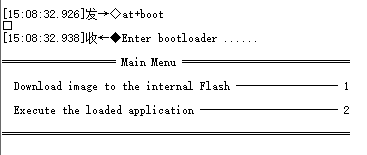 [15:08:32.926]发→◇at+boot
□
[15:08:32.938]收←◆Enter bootloader ......
Main Menu
Download image to the internal Flash 1
Execute the loaded application 2